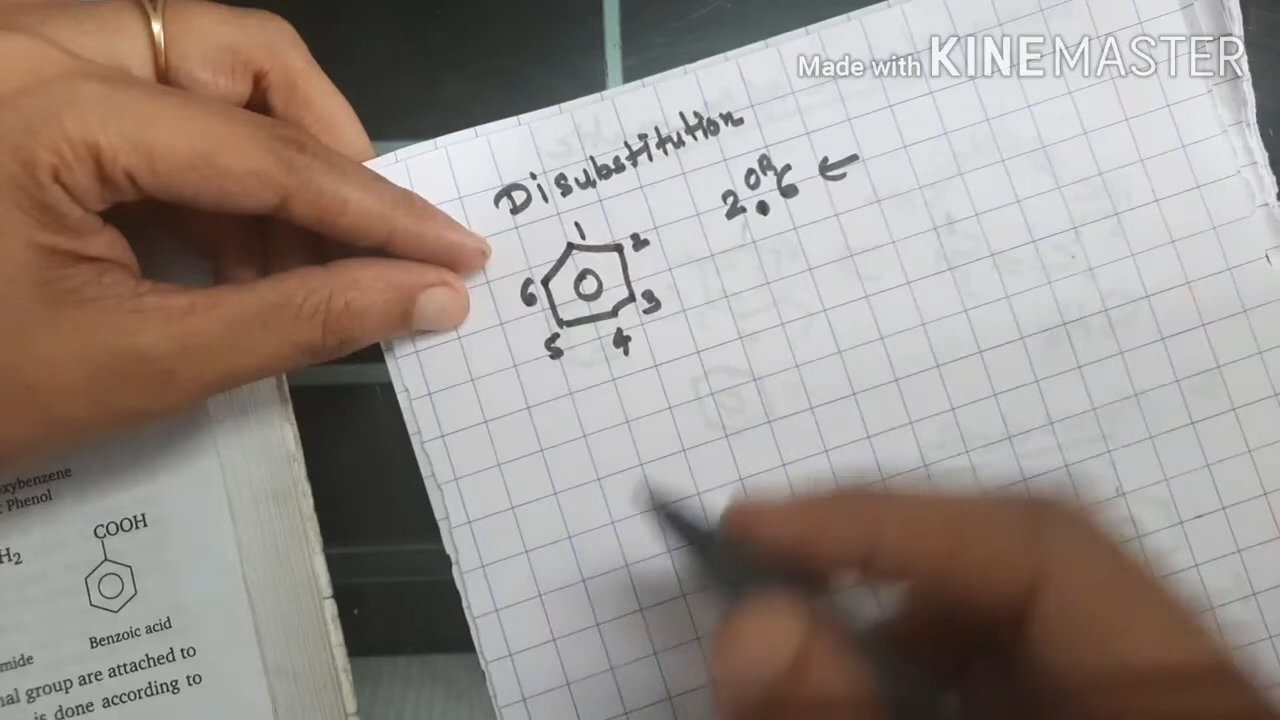 Made with KINEMASTER
Disubstitution
2 OR 6 ←
1
2
6
3
5
4
oxybenzene
Phenol
H2
COOH
Benzoic acid
mide
nal group are attached to
is done according to